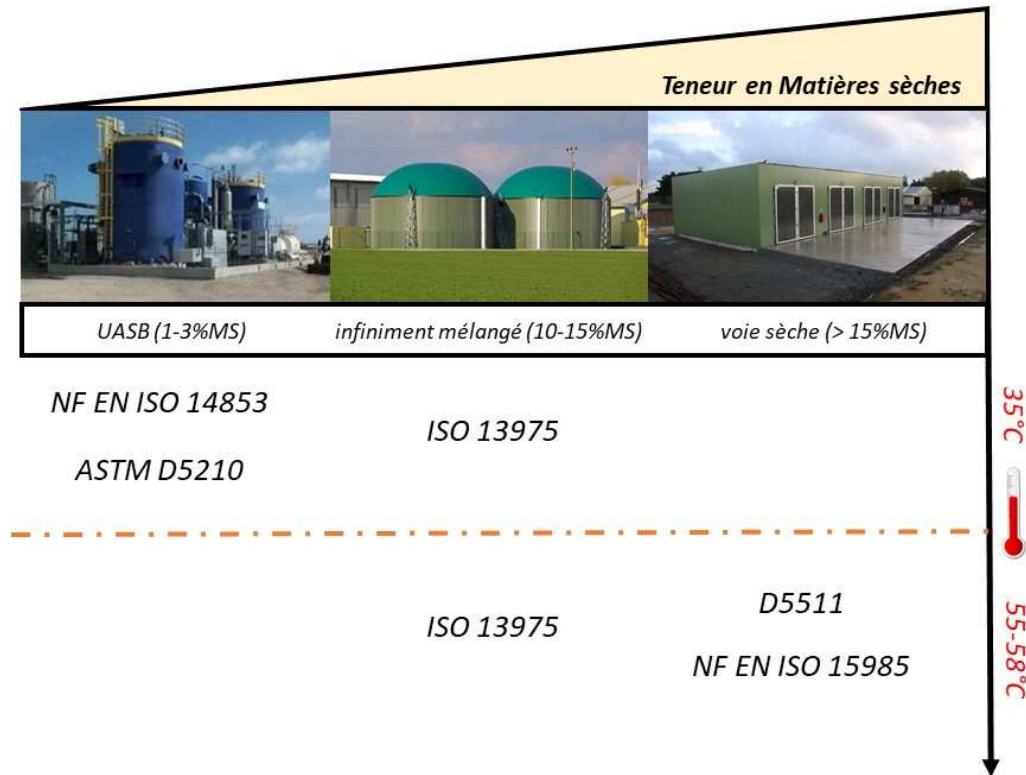 Teneur en Matières sèches
UASB (1-3%MS)
infiniment mélangé (10-15%MS)
voie sèche (> 15%MS)
NF EN ISO 14853
ISO 13975
ASTM D5210
35°C
D5511
ISO 13975
NF EN ISO 15985
55-58°C